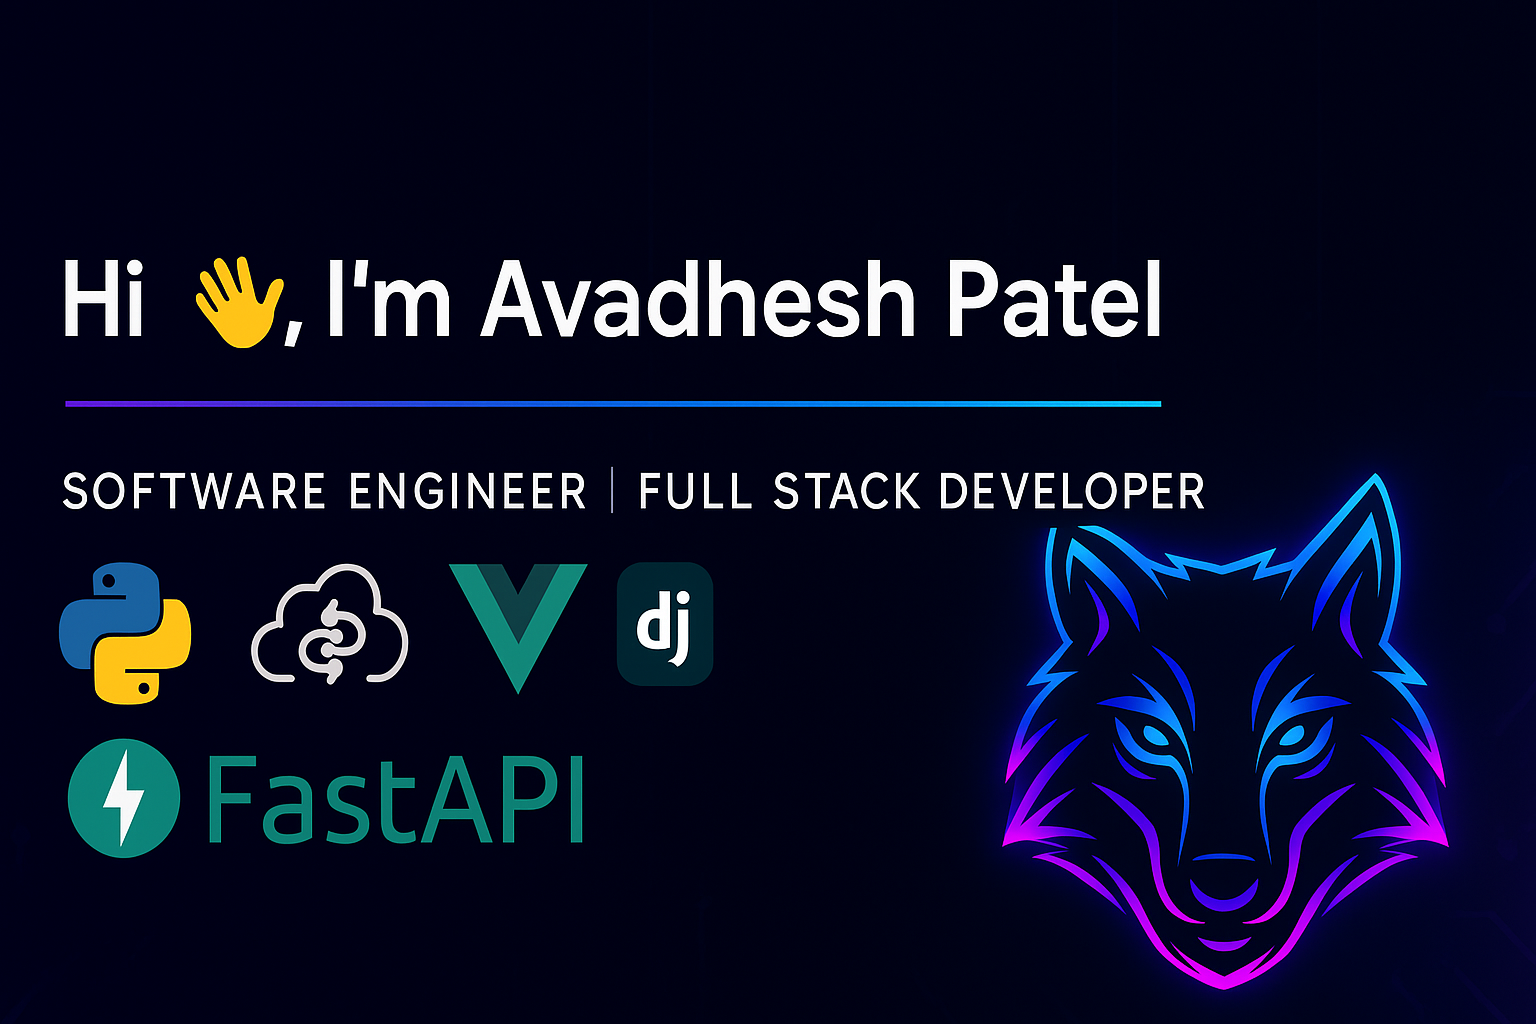 Hi 👋, I'm Avadhesh Patel
SOFTWARE ENGINEER | FULL STACK DEVELOPER
dj
FastAPI